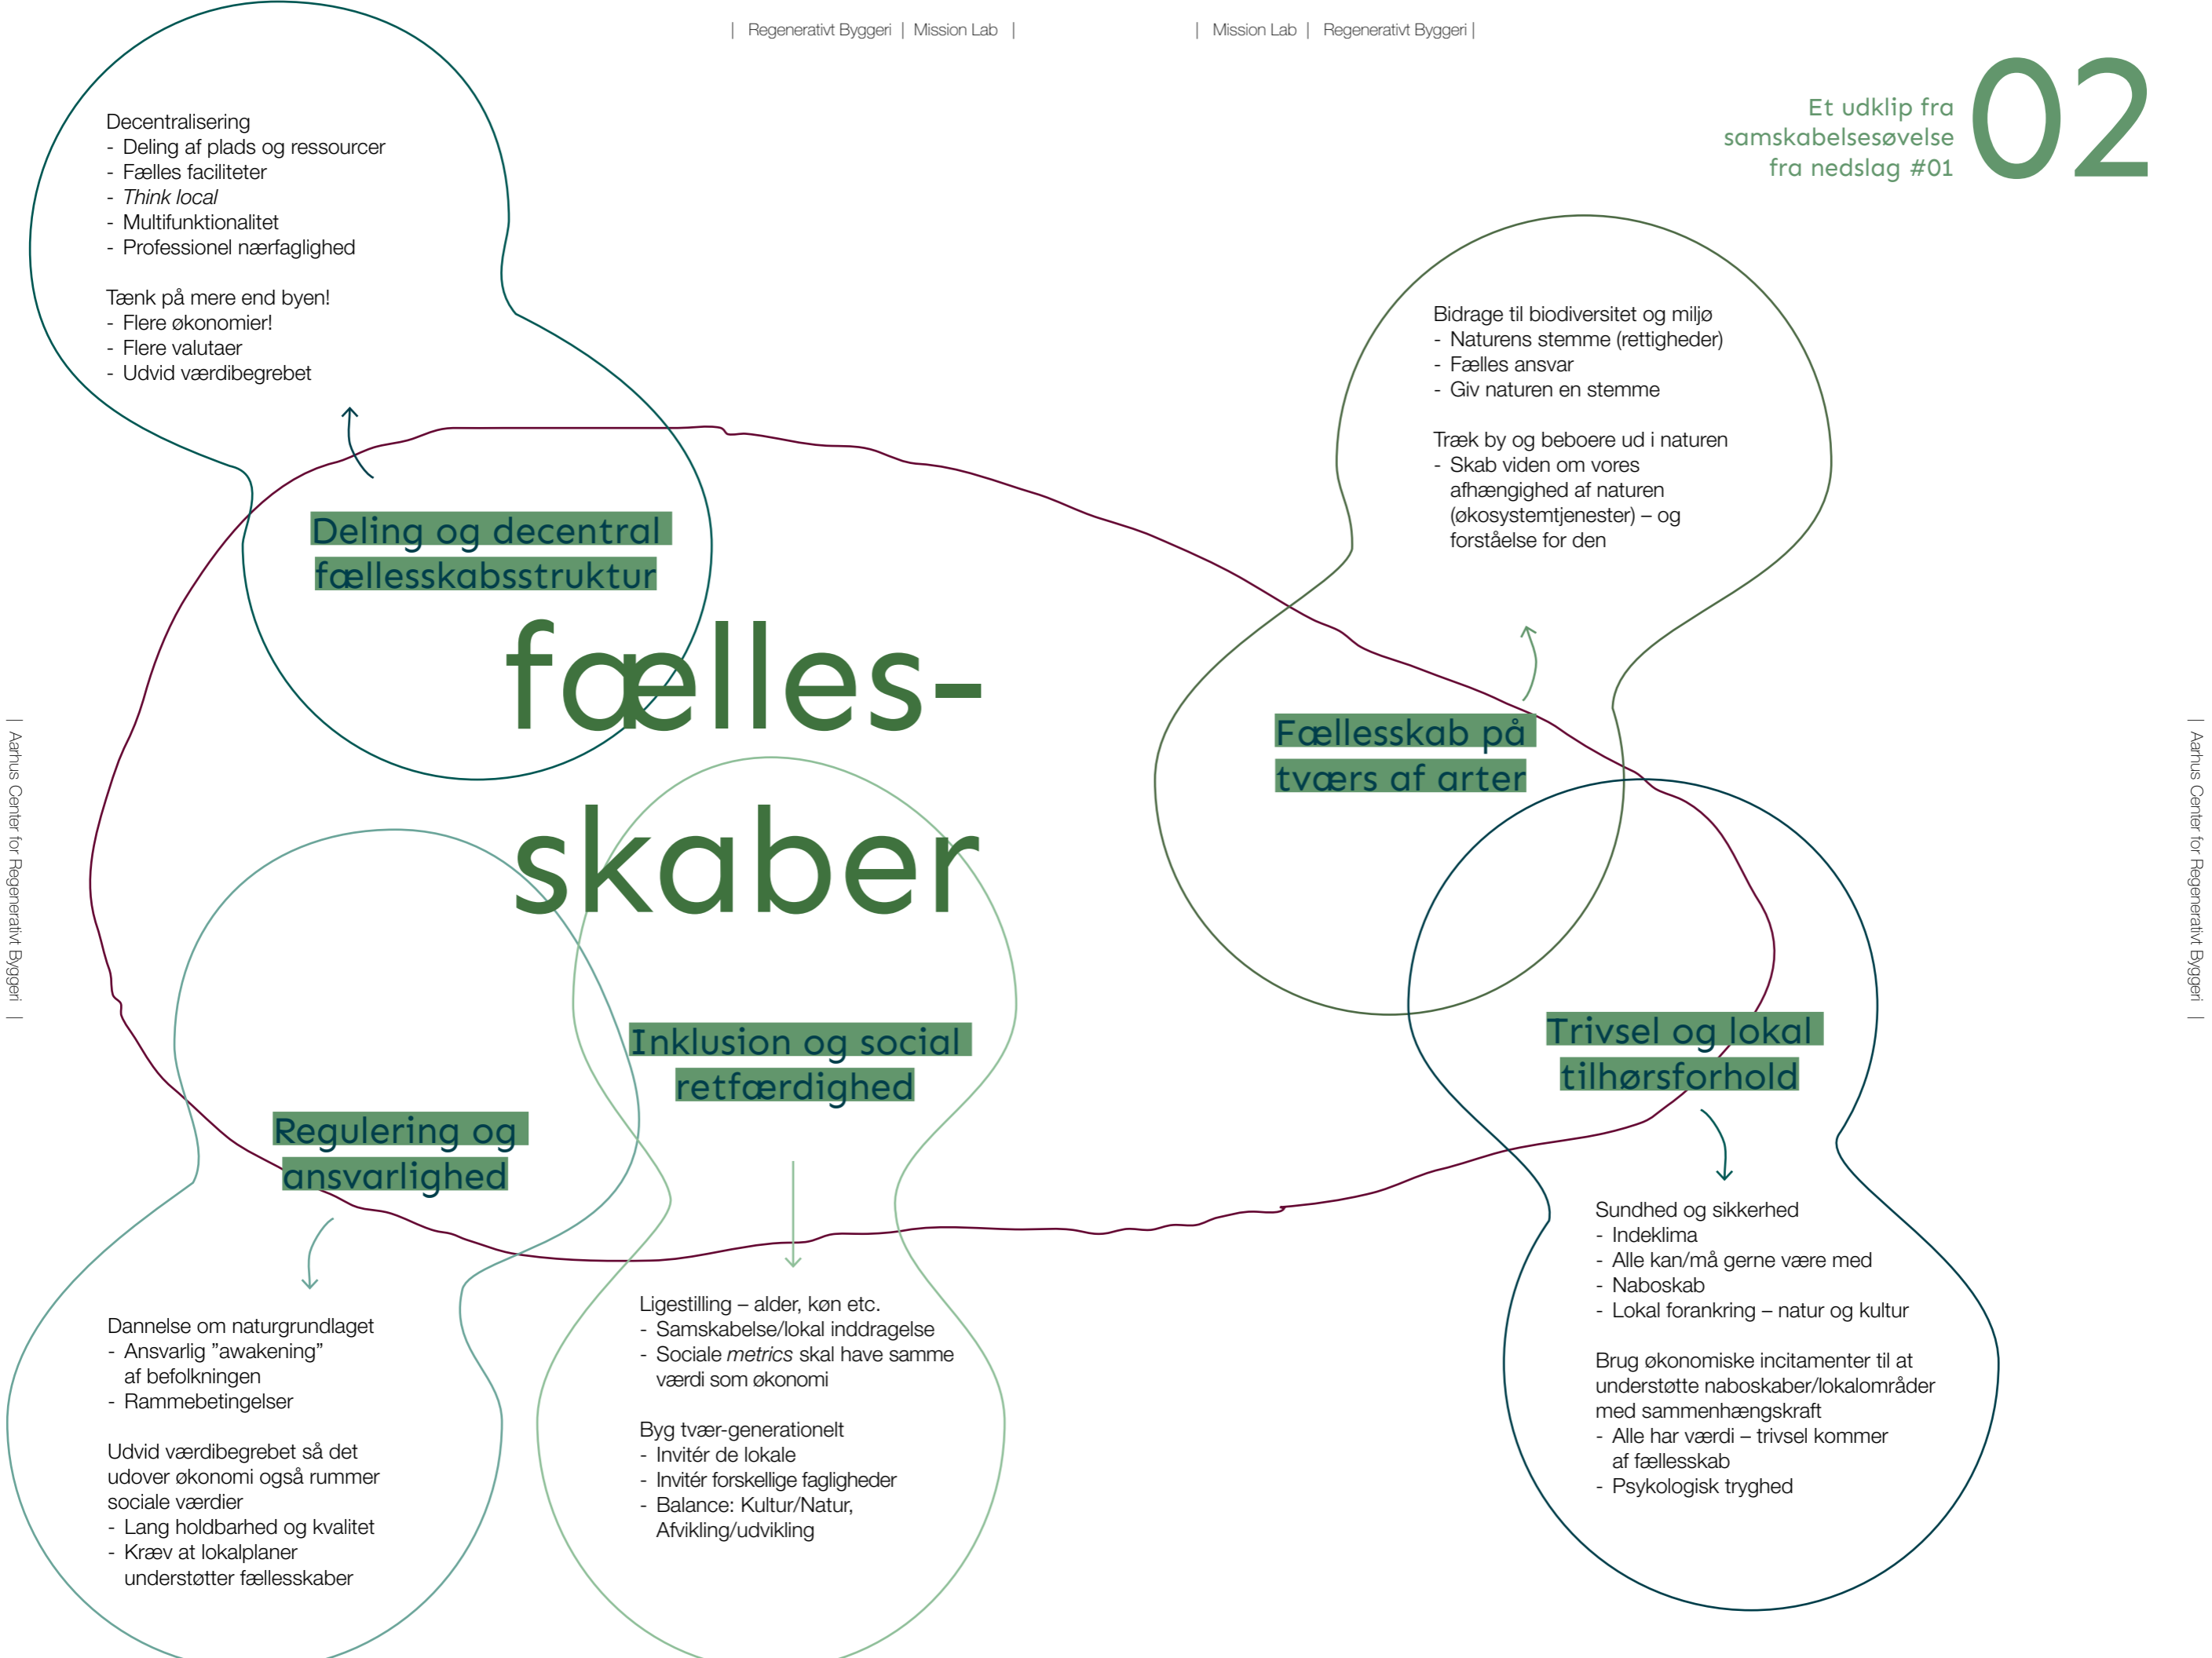 | Regenerativt Byggeri | Mission Lab |
| Mission Lab | Regenerativt Byggeri |
Et udklip fra
samskabelsesøvelse
fra nedslag #01
02
Decentralisering
- Deling af plads og ressourcer
- Fælles faciliteter
- Think local
- Multifunktionalitet
- Professionel nærfaglighed
Tænk på mere end byen!
- Flere økonomier!
- Flere valutaer
- Udvid værdibegrebet
Deling og decentral
fællesskabsstruktur
Bidrage til biodiversitet og miljø
- Naturens stemme (rettigheder)
- Fælles ansvar
- Giv naturen en stemme
Træk by og beboere ud i naturen
- Skab viden om vores
afhængighed af naturen
(økosystemtjenester) – og
forståelse for den
Fællesskab på
tværs af arter
fælles-
skaber
Regulering og
ansvarlighed
Dannelse om naturgrundlaget
- Ansvarlig ”awakening”
af befolkningen
- Rammebetingelser
Udvid værdibegrebet så det
udover økonomi også rummer
sociale værdier
- Lang holdbarhed og kvalitet
- Kræv at lokalplaner
understøtter fællesskaber
Inklusion og social
retfærdighed
Ligestilling – alder, køn etc.
- Samskabelse/lokal inddragelse
- Sociale metrics skal have samme
værdi som økonomi
Byg tvær-generationelt
- Invitér de lokale
- Invitér forskellige fagligheder
- Balance: Kultur/Natur,
Afvikling/udvikling
Trivsel og lokal
tilhørsforhold
Sundhed og sikkerhed
- Indeklima
- Alle kan/må gerne være med
- Naboskab
- Lokal forankring – natur og kultur
Brug økonomiske incitamenter til at
understøtte naboskaber/lokalområder
med sammenhængskraft
- Alle har værdi – trivsel kommer
af fællesskab
- Psykologisk tryghed
| Aarhus Center for Regenerativt Byggeri |
| Aarhus Center for Regenerativt Byggeri |